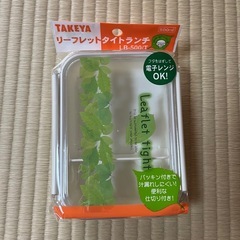 TAKEYA
リーフレットタイトランチ
LB-500/T
フタをはずして
電子レンジ
OK!
Leaflet tight
パッキン付きで
汁漏れしにくい!
便利な
仕切り付き!